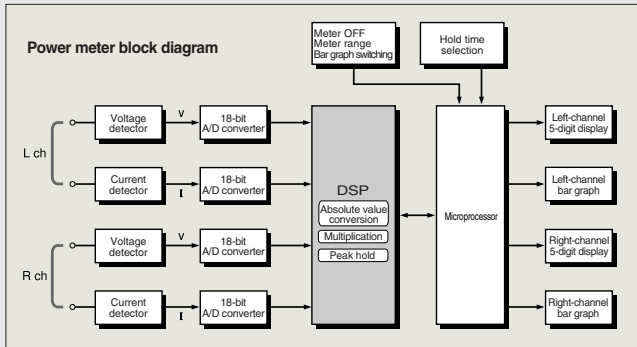 Power meter block diagram
Meter OFF
Meter range
Bar graph switching
Hold time
selection
L ch
Voltage
detector
V
18-bit
A/D converter
Current
detector
I
18-bit
A/D converter
R ch
Voltage
detector
V
18-bit
A/D converter
Current
detector
I
18-bit
A/D converter
DSP
Absolute value
conversion
Multiplication
Peak hold
Microprocessor
Left-channel
5-digit display
Left-channel
bar graph
Right-channel
5-digit display
Right-channel
bar graph